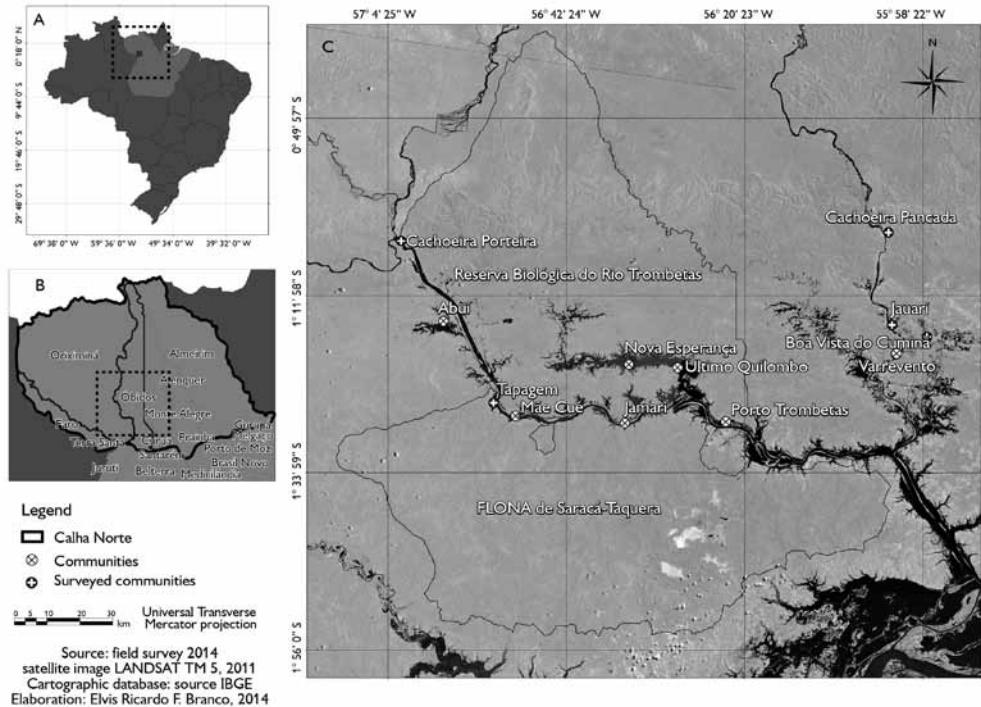 A
0° 18' 0" N
9° 44' 0" S
19° 46' 0" S
29° 48' 0" S
69° 38' 0" W
59° 36' 0" W
49° 34' 0" W
39° 32' 0" W
B
Oriximiná
Almeirim
Alenquer
Óbidos
Monte Alegre
Faro
Terra Santa
Curuá
Prainha
Gurupá
Porto de Moz
Santarém
Juruti
Belterra
Brasil Novo
Medicilândia
Legend
Calha Norte
Communities
Surveyed communities
0 5 10 20 30
km
Universal Transverse
Mercator projection
Source: field survey 2014
satellite image LANDSAT TM 5, 2011
Cartographic database: source IBGE
Elaboration: Elvis Ricardo F. Branco, 2014
57° 4' 25" W
56° 42' 24" W
56° 20' 23" W
55° 58' 22" W
C
N
0° 49' 57" S
1° 11' 58" S
1° 33' 59" S
1° 56' 0" S
Cachoeira Pancada
Cachoeira Porteira
Reserva Biológica do Rio Trombetas
Abuí
Jauarí
Boa Vista do Cuminã
Nova Esperança
Varrevento
Último Quilombo
Tapagem
Mãe Cué
Jamari
Porto Trombetas
FLONA de Saracá-Taquera